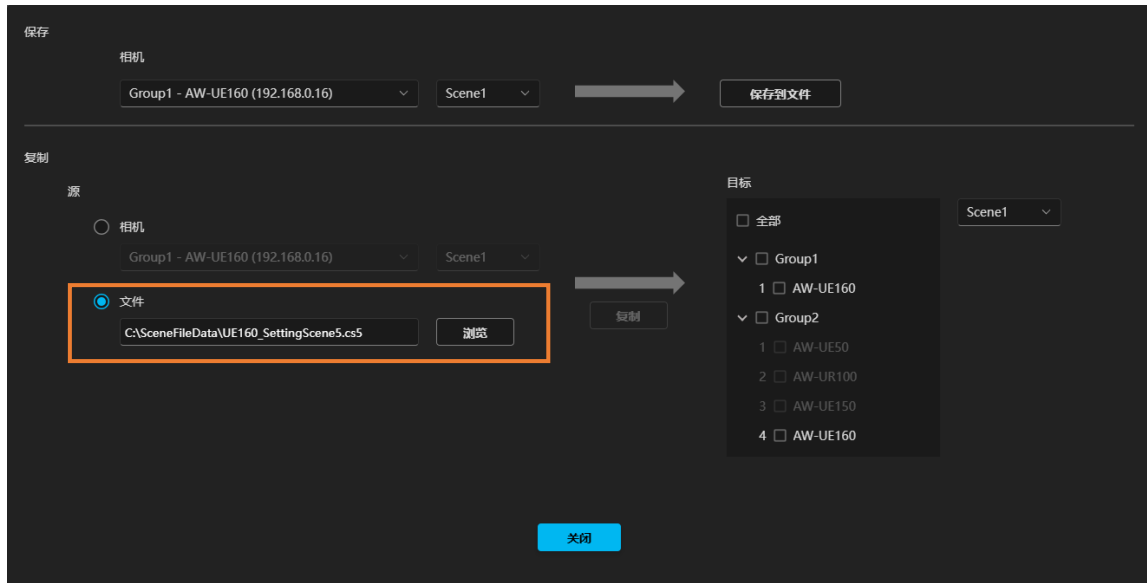 保存
相机
Group1 - AW-UE160 (192.168.0.16) Scene1 保存到文件
复制
源
相机
Group1 - AW-UE160 (192.168.0.16) Scene1
文件
C:\SceneFileData\UE160_SettingScene5.cs5 浏览
复制
目标
全部 Scene1
Group1
1 AW-UE160
Group2
1 AW-UE50
2 AW-UR100
3 AW-UE150
4 AW-UE160
关闭